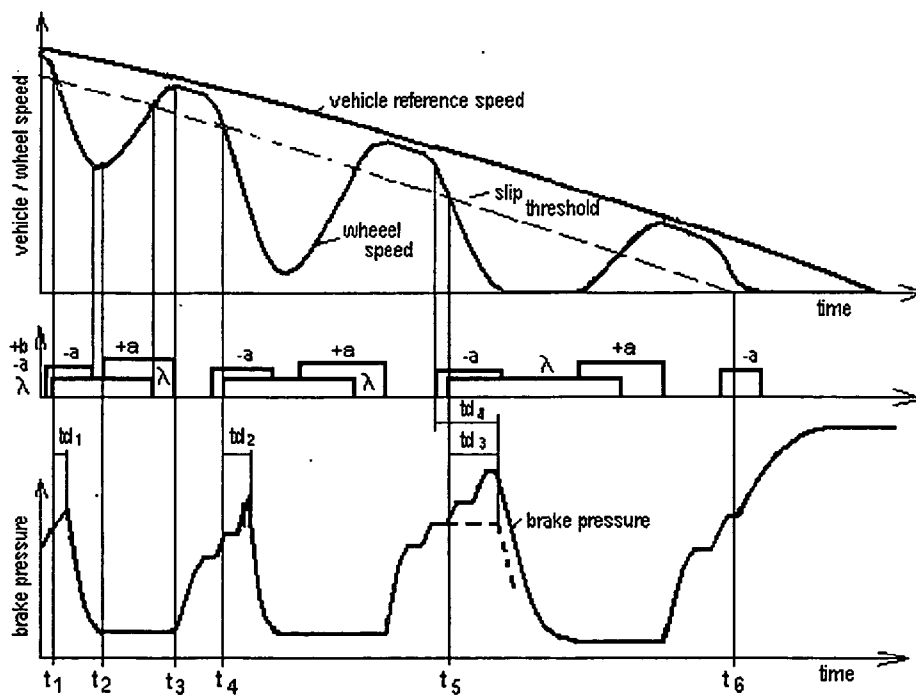 vehicle / wheel speed
vehicle reference speed
slip
threshold
wheeel
speed
time
+b
-a
λ
-a
+a
λ
-a
+a
-a
λ
+a
-a
td1
td2
td4
td3
brake pressure
brake pressure
time
t1 t2 t3 t4 t5 t6